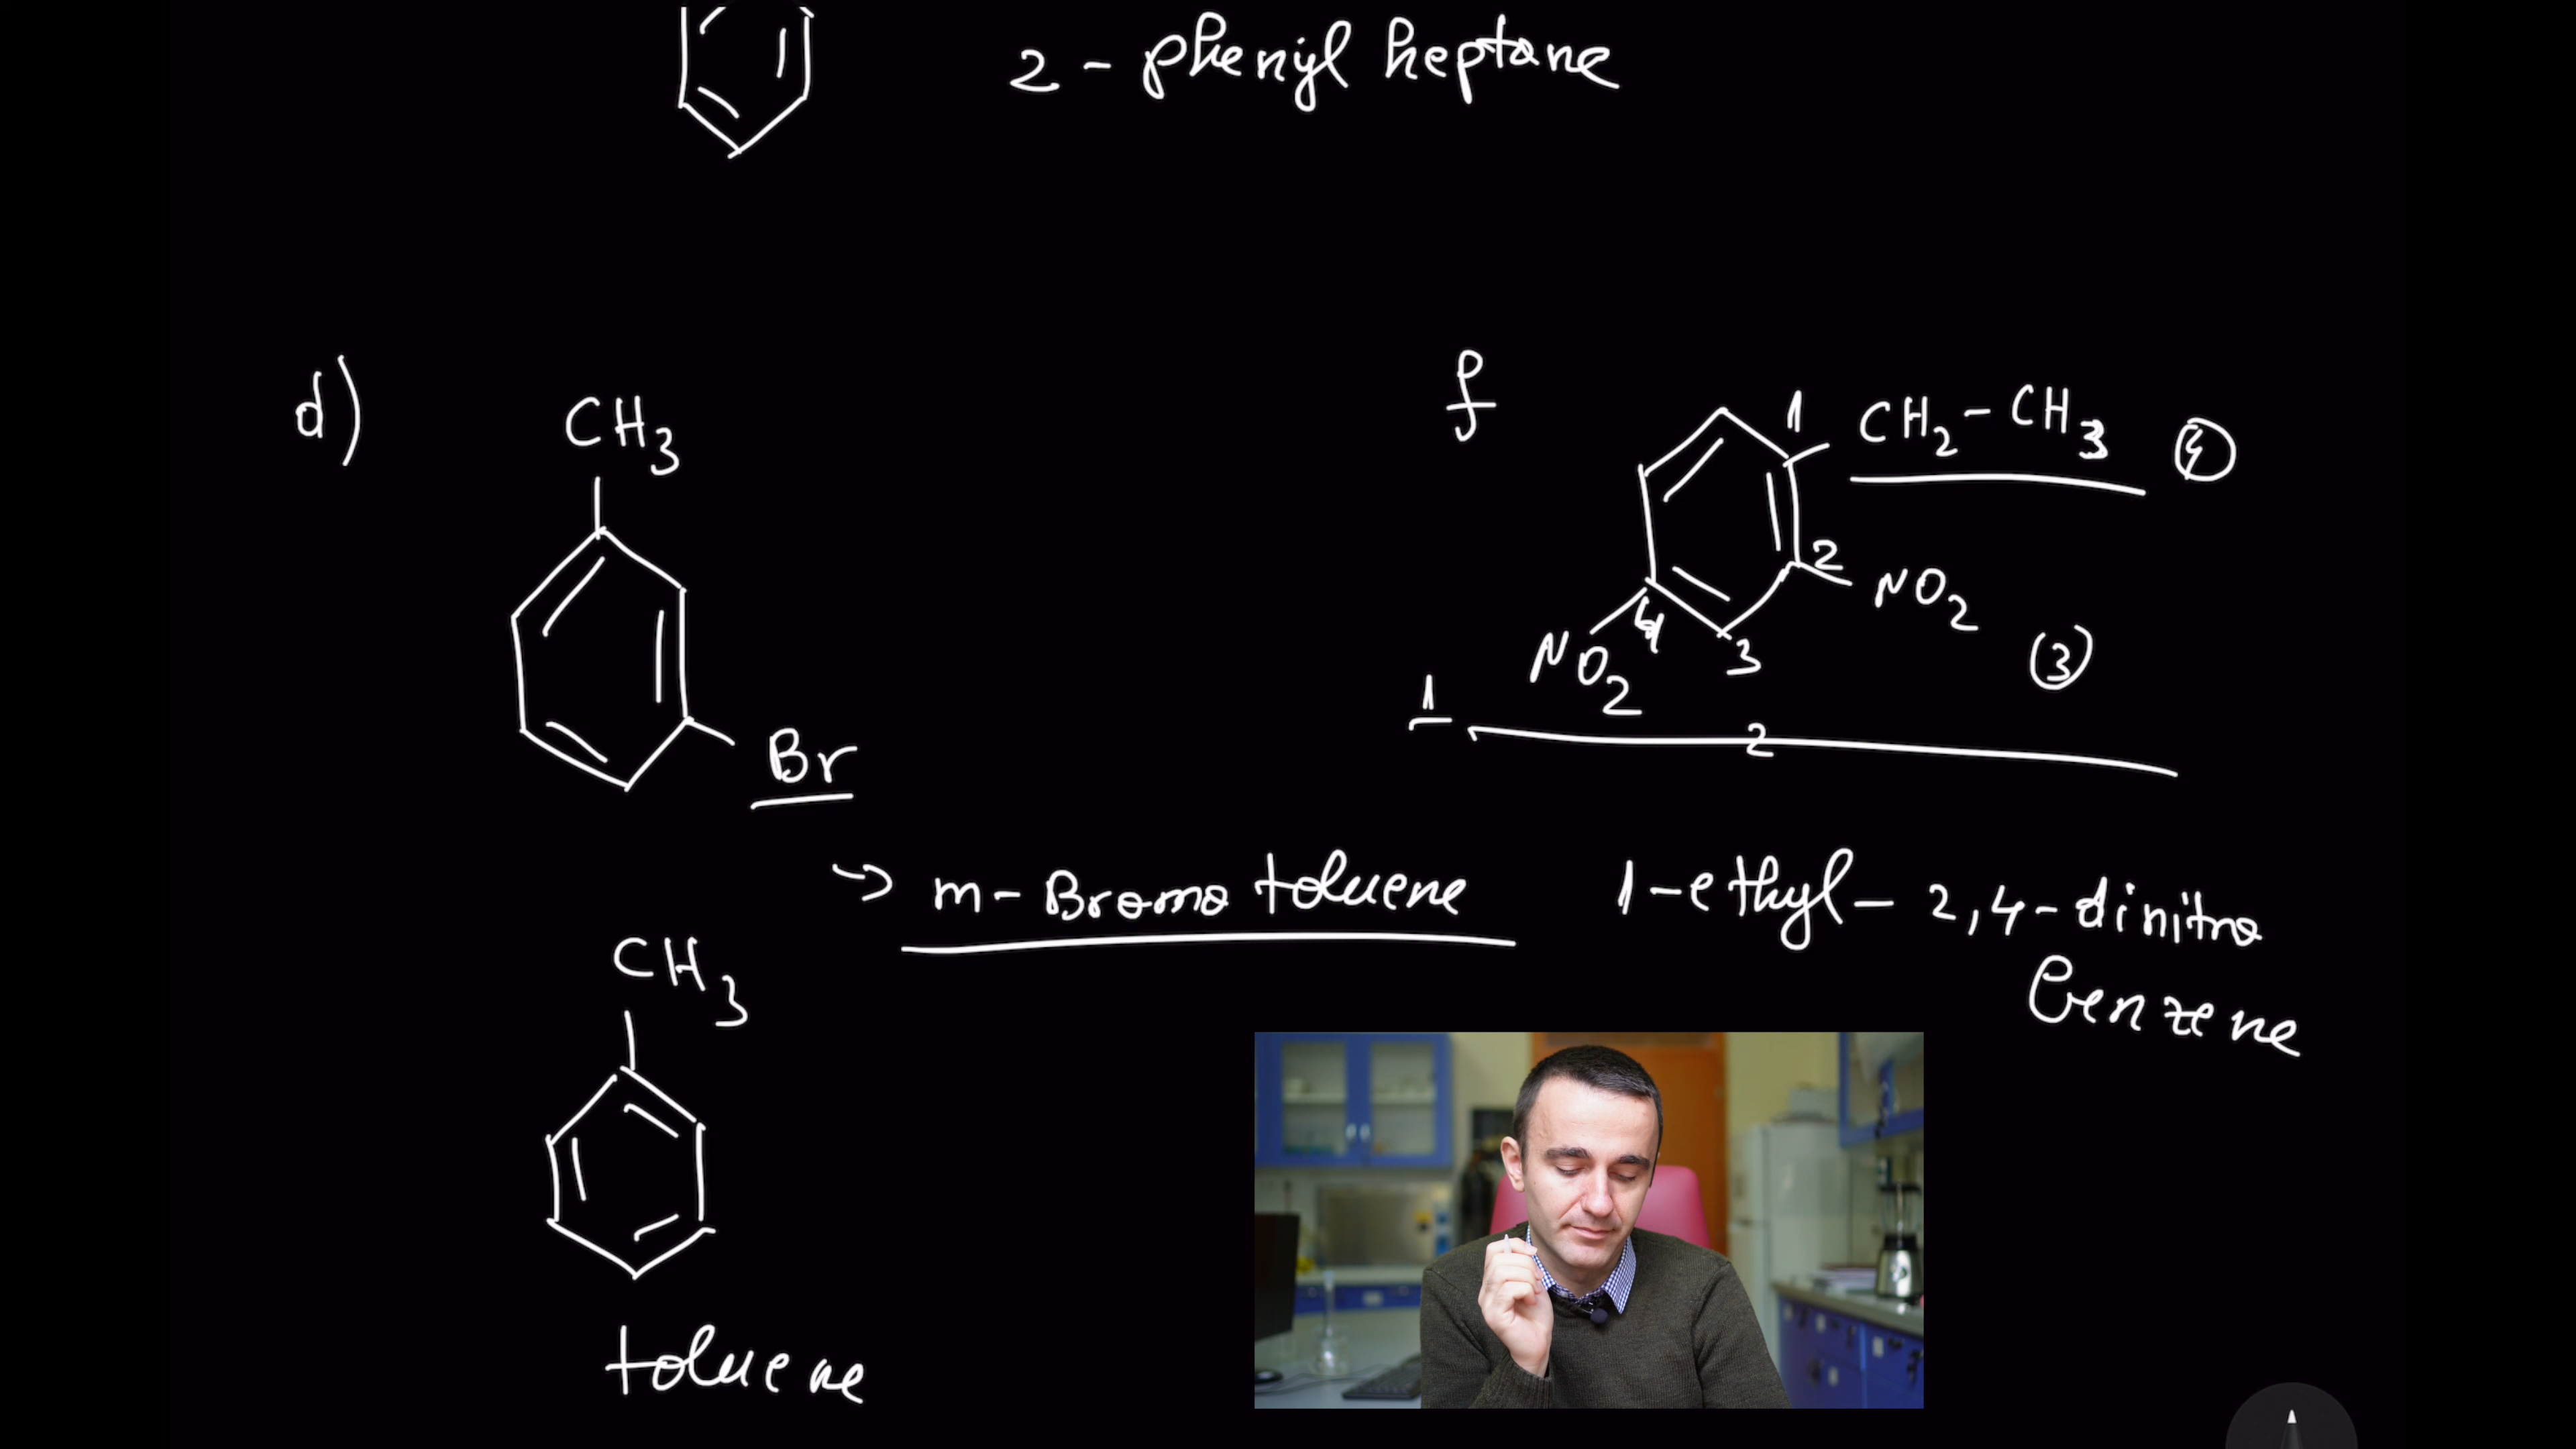 2 - phenyl heptane
d)
CH3
Br
→ m- Bromo toluene
CH3
toluene
f
1
CH2 - CH3
4
2
NO2
3
4
NO2
(3)
1
2
1-ethyl - 2,4-dinitro
benzene